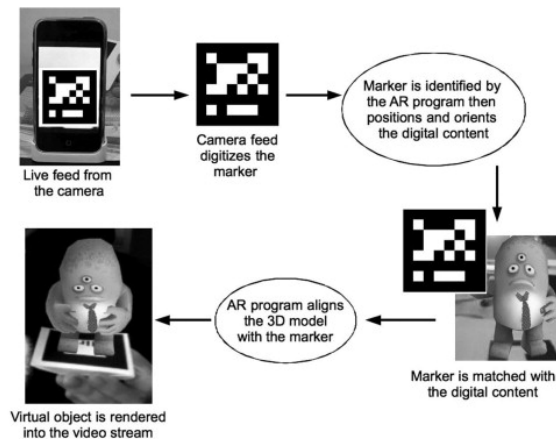 Live feed from
the camera
Camera feed
digitizes the
marker
Marker is identified by
the AR program then
positions and orients
the digital content
Marker is matched with
the digital content
AR program aligns
the 3D model
with the marker
Virtual object is rendered
into the video stream